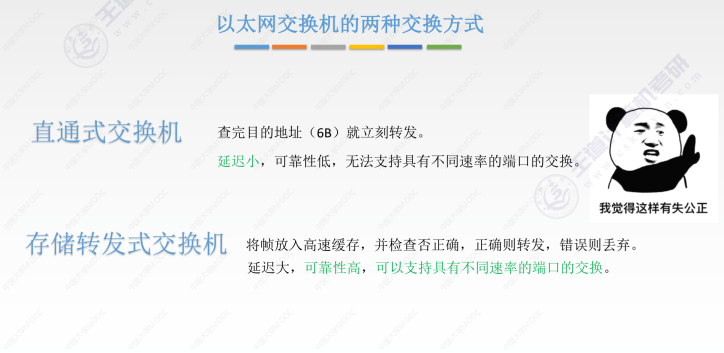 以太网交换机的两种交换方式
直通式交换机
查完目的地址（6B）就立刻转发。
延迟小，可靠性低，无法支持具有不同速率的端口的交换。
我觉得这样有失公正
存储转发式交换机
将帧放入高速缓存，并检查否正确，正确则转发，错误则丢弃。
延迟大，可靠性高，可以支持具有不同速率的端口的交换。